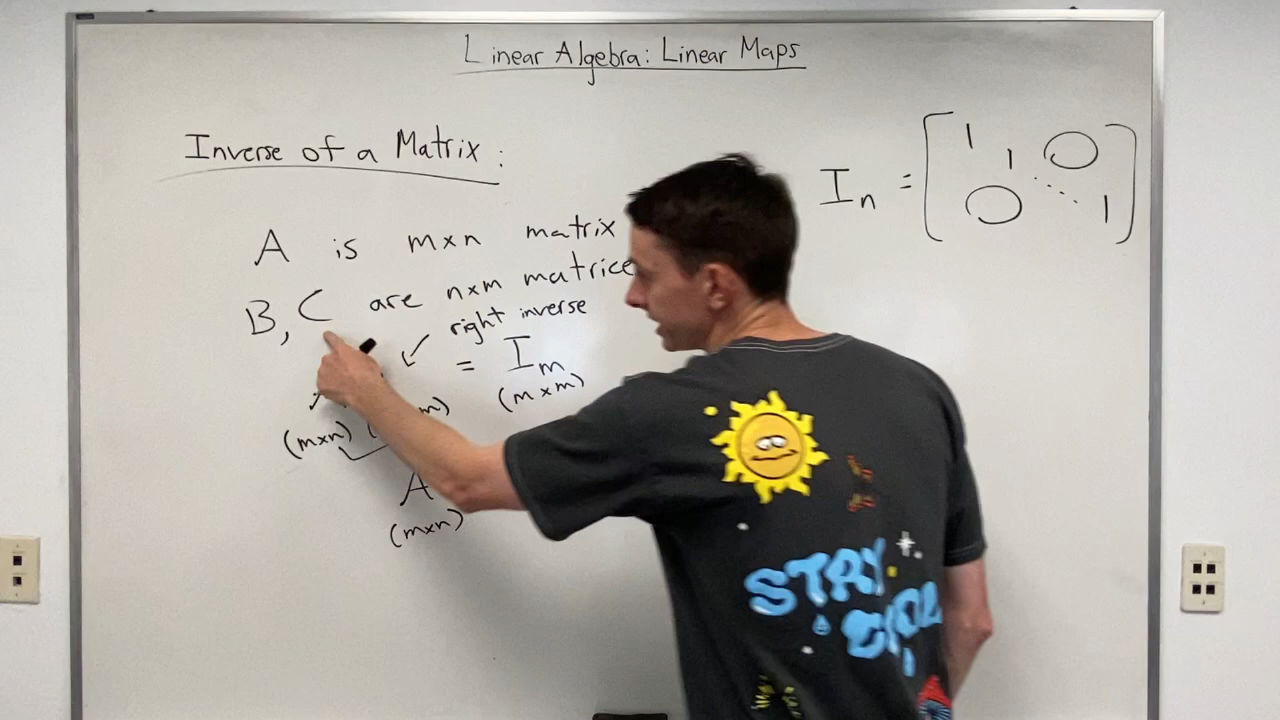 Linear Algebra: Linear Maps
Inverse of a Matrix:
I_n = [ 1 1 0 0 ⋱ 1 ]
A is m×n matrix
B, C are n×m
right inverse
= I_m
(m×n) (m×m)
A
(m×n)
STAY